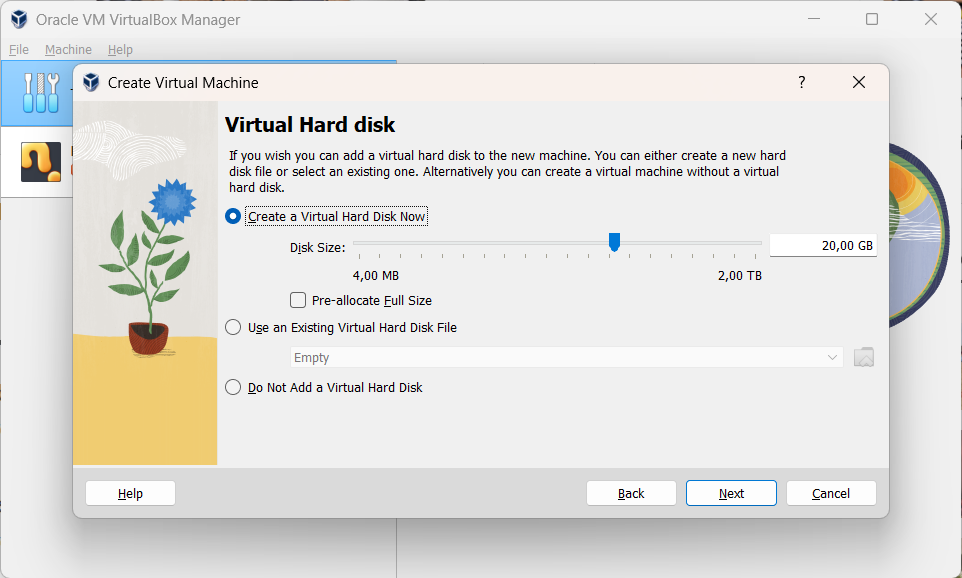 Oracle VM VirtualBox Manager
File Machine Help
Create Virtual Machine ?
Virtual Hard disk
If you wish you can add a virtual hard disk to the new machine. You can either create a new hard
disk file or select an existing one. Alternatively you can create a virtual machine without a virtual
hard disk.
Create a Virtual Hard Disk Now
Disk Size: 20,00 GB
4,00 MB 2,00 TB
Pre-allocate Full Size
Use an Existing Virtual Hard Disk File
Empty
Do Not Add a Virtual Hard Disk
Help Back Next Cancel